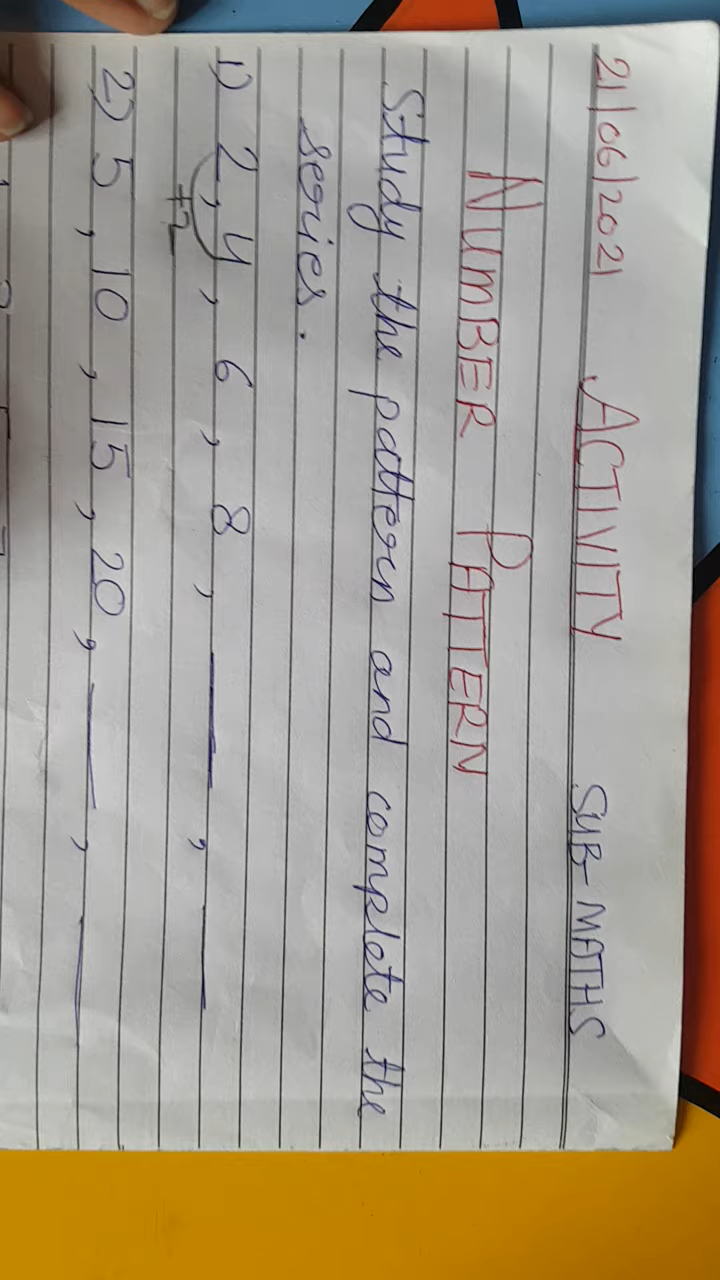 21/06/2021 ACTIVITY SUB-MATHS
NUMBER PATTERN
Study the pattern and complete the
series.
1) 2, 4, 6, 8, ___, ___
+2
2) 5, 10, 15, 20, ___, ___